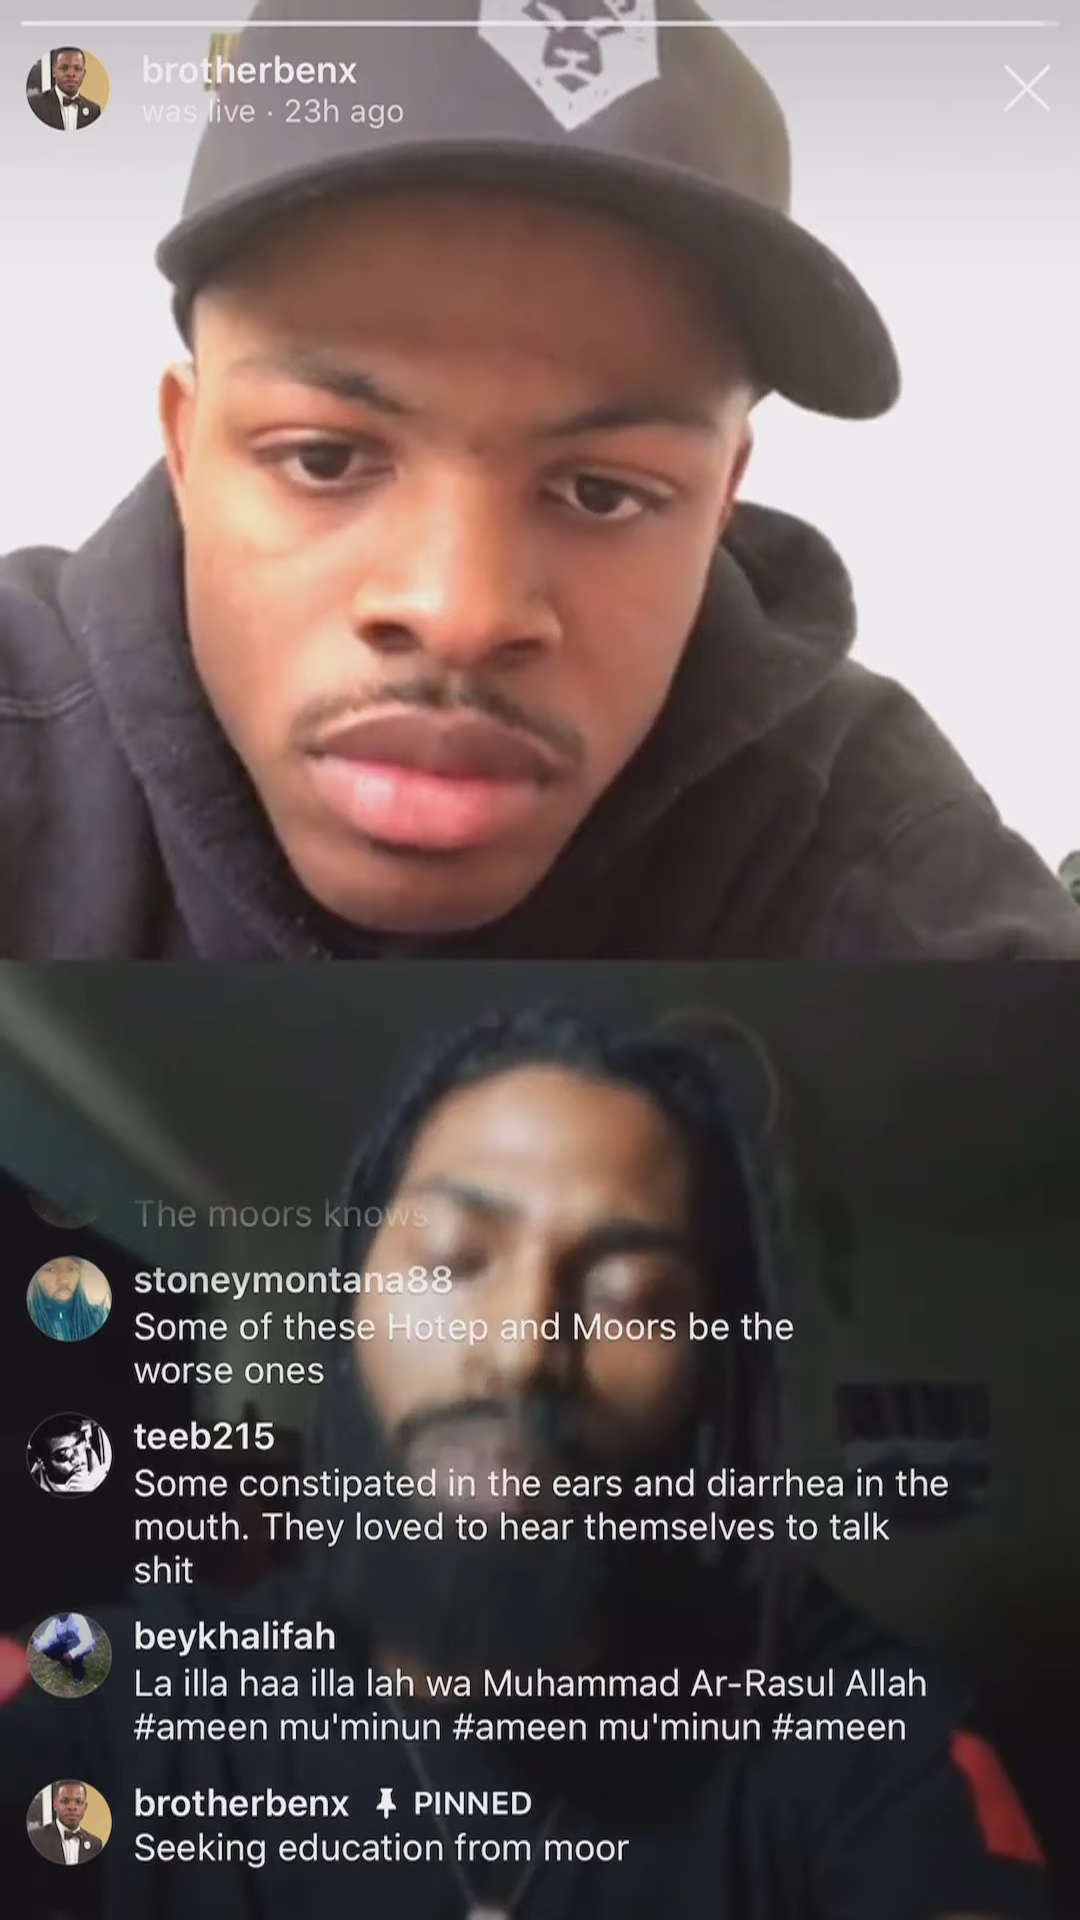 brotherbenx
was live · 23h ago
The moors knows
stoneymontana88
Some of these Hotep and Moors be the
worse ones
teeb215
Some constipated in the ears and diarrhea in the
mouth. They loved to hear themselves to talk
shit
beykhalifah
La illa haa illa lah wa Muhammad Ar-Rasul Allah
#ameen mu'minun #ameen mu'minun #ameen
brotherbenx PINNED
Seeking education from moor